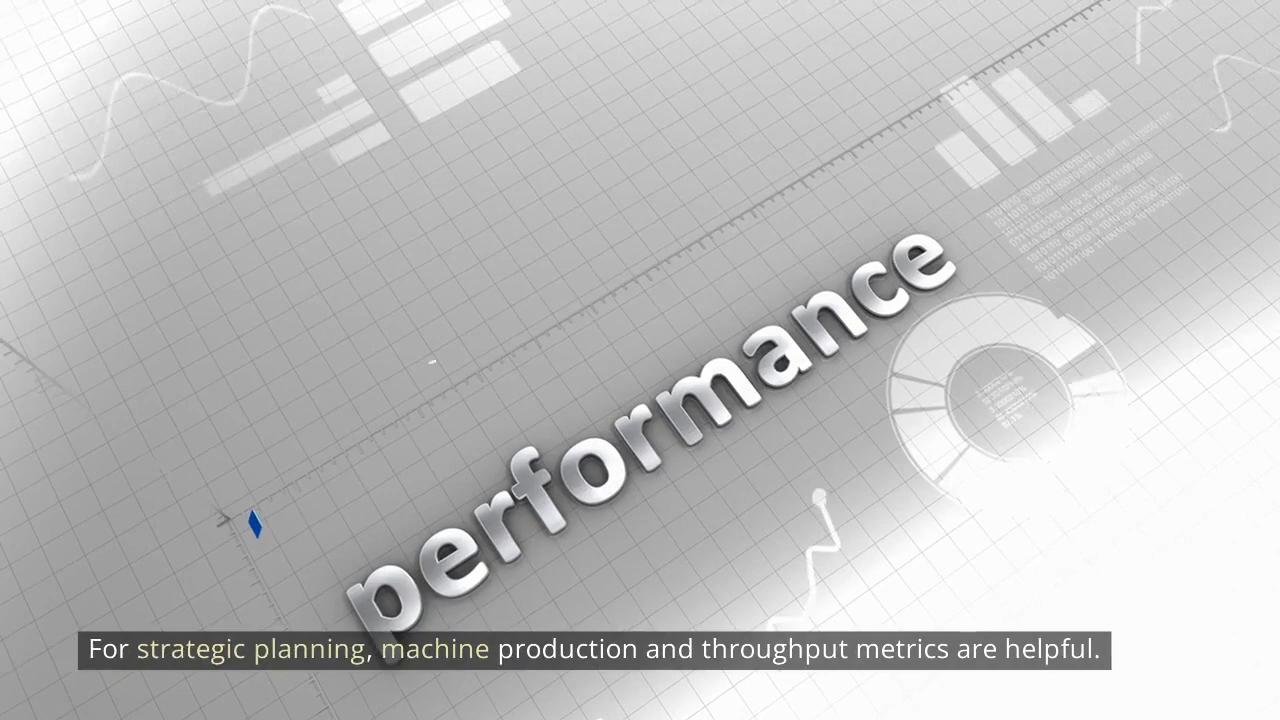 performance
For strategic planning, machine production and throughput metrics are helpful.